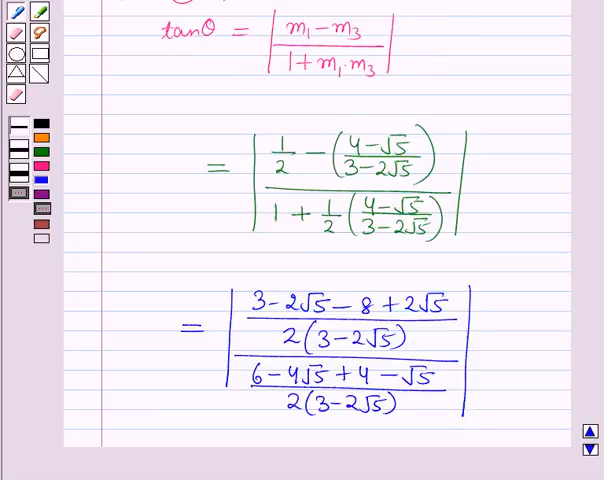 tanθ = | (m₁ − m₃) / (1 + m₁.m₃) |
= | (1/2 − ((4−√5)/(3−2√5))) / (1 + 1/2 ((4−√5)/(3−2√5))) |
= | ((3 − 2√5 − 8 + 2√5) / (2(3−2√5))) / ((6 − 4√5 + 4 − √5) / (2(3−2√5))) |